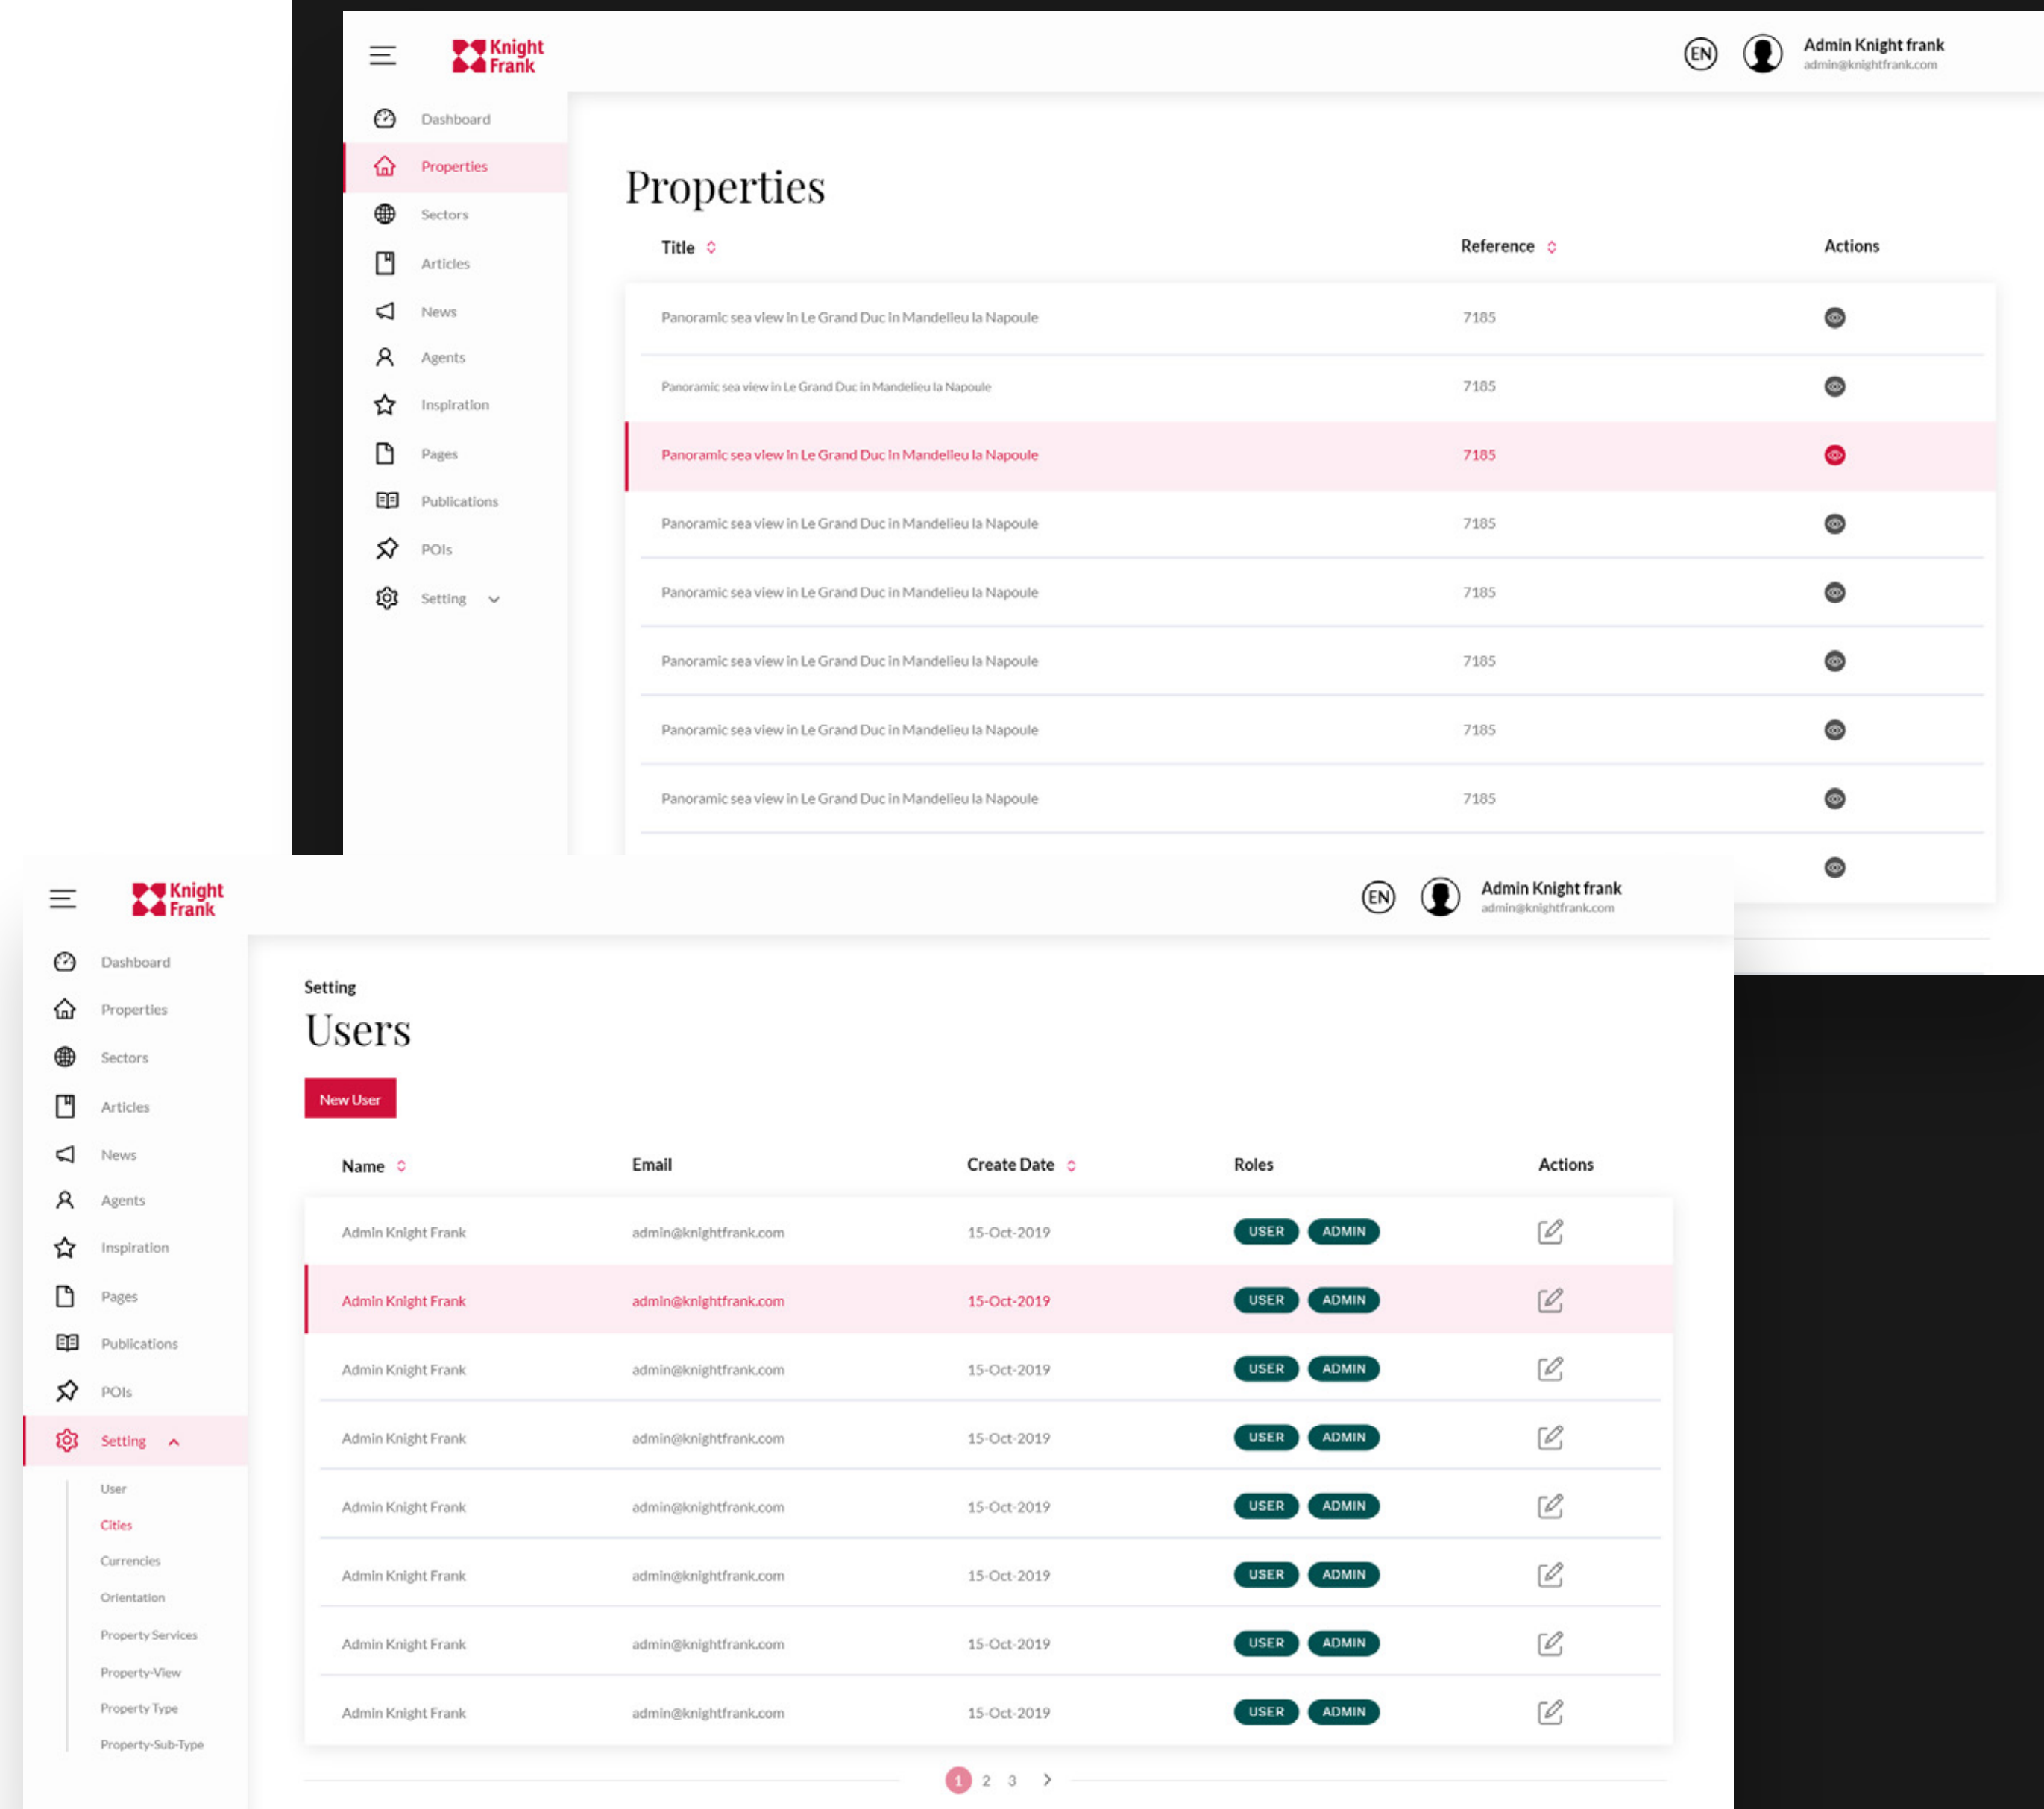 Knight
Frank
EN
Admin Knight frank
admin@knightfrank.com
Dashboard
Properties
Sectors
Articles
News
Agents
Inspiration
Pages
Publications
POIs
Setting
Properties
Title Reference Actions
Panoramic sea view in Le Grand Duc in Mandelieu la Napoule 7185
Panoramic sea view in Le Grand Duc in Mandelieu la Napoule 7185
Panoramic sea view in Le Grand Duc in Mandelieu la Napoule 7185
Panoramic sea view in Le Grand Duc in Mandelieu la Napoule 7185
Panoramic sea view in Le Grand Duc in Mandelieu la Napoule 7185
Panoramic sea view in Le Grand Duc in Mandelieu la Napoule 7185
Panoramic sea view in Le Grand Duc in Mandelieu la Napoule 7185
Panoramic sea view in Le Grand Duc in Mandelieu la Napoule 7185
Knight
Frank
EN
Admin Knight frank
admin@knightfrank.com
Dashboard
Properties
Sectors
Articles
News
Agents
Inspiration
Pages
Publications
POIs
Setting
User
Cities
Currencies
Orientation
Property Services
Property-View
Property Type
Property-Sub-Type
Setting
Users
New User
Name Email Create Date Roles Actions
Admin Knight Frank admin@knightfrank.com 15-Oct-2019 USER ADMIN
Admin Knight Frank admin@knightfrank.com 15-Oct-2019 USER ADMIN
Admin Knight Frank admin@knightfrank.com 15-Oct-2019 USER ADMIN
Admin Knight Frank admin@knightfrank.com 15-Oct-2019 USER ADMIN
Admin Knight Frank admin@knightfrank.com 15-Oct-2019 USER ADMIN
Admin Knight Frank admin@knightfrank.com 15-Oct-2019 USER ADMIN
Admin Knight Frank admin@knightfrank.com 15-Oct-2019 USER ADMIN
Admin Knight Frank admin@knightfrank.com 15-Oct-2019 USER ADMIN
1 2 3